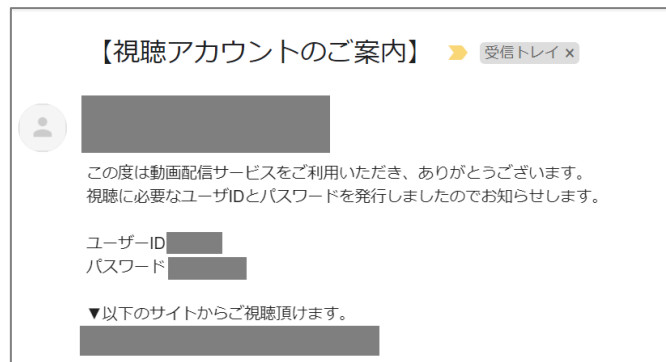 【視聴アカウントのご案内】 受信トレイ x
この度は動画配信サービスをご利用いただき、ありがとうございます。
視聴に必要なユーザIDとパスワードを発行しましたのでお知らせします。
ユーザーID
パスワード
▼以下のサイトからご視聴頂けます。